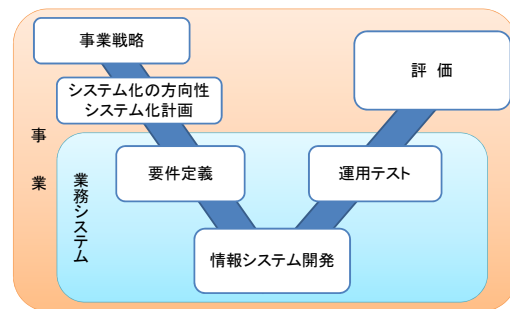 事業戦略
評 価
システム化の方向性
システム化計画
事業
要件定義
運用テスト
業務システム
情報システム開発